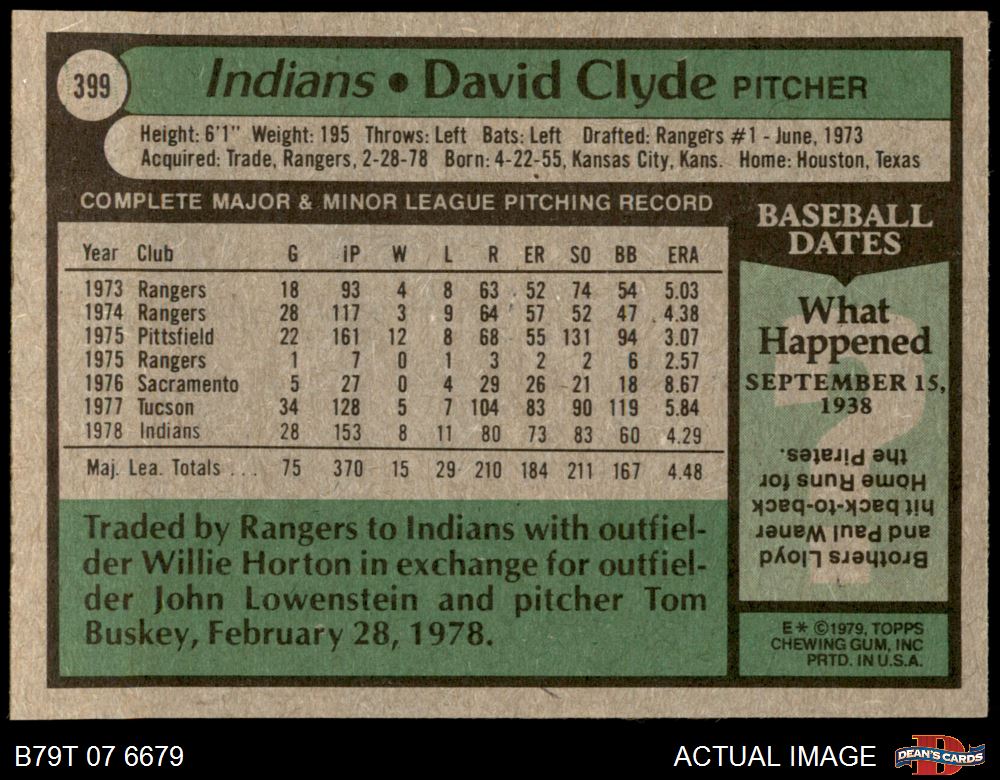 399
Indians • David Clyde PITCHER
Height: 6'1" Weight: 195 Throws: Left Bats: Left Drafted: Rangers #1 - June, 1973
Acquired: Trade, Rangers, 2-28-78 Born: 4-22-55, Kansas City, Kans. Home: Houston, Texas
COMPLETE MAJOR & MINOR LEAGUE PITCHING RECORD
Year Club G IP W L R ER SO BB ERA
1973 Rangers 18 93 4 8 63 52 74 54 5.03
1974 Rangers 28 117 3 9 64 57 52 47 4.38
1975 Pittsfield 22 161 12 8 68 55 131 94 3.07
1975 Rangers 1 7 0 1 3 2 2 6 2.57
1976 Sacramento 5 27 0 4 29 26 21 18 8.67
1977 Tucson 34 128 5 7 104 83 90 119 5.84
1978 Indians 28 153 8 11 80 73 83 60 4.29
Maj. Lea. Totals . . . 75 370 15 29 210 184 211 167 4.48
Traded by Rangers to Indians with outfiel-
der Willie Horton in exchange for outfiel-
der John Lowenstein and pitcher Tom
Buskey, February 28, 1978.
BASEBALL
DATES
What
Happened
SEPTEMBER 15,
1938
Brothers Lloyd
and Paul Waner
hit back-to-back
Home Runs for
the Pirates.
E* ©1979, TOPPS
CHEWING GUM, INC
PRTD. IN U.S.A.
B79T 07 6679
ACTUAL IMAGE
D
DEAN'S CARDS